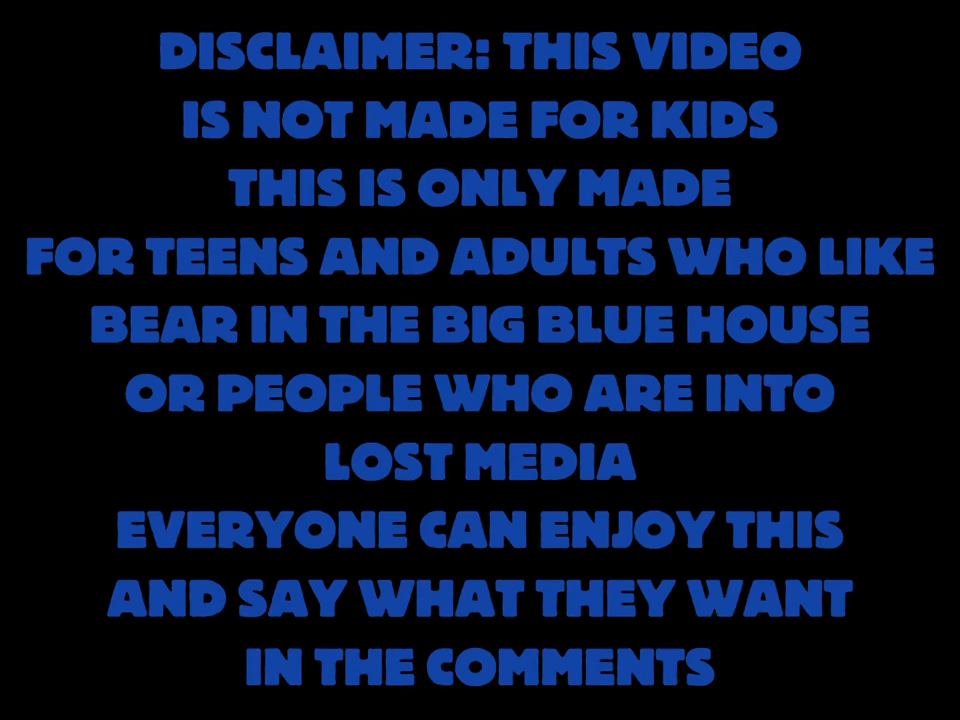 DISCLAIMER: THIS VIDEO
IS NOT MADE FOR KIDS
THIS IS ONLY MADE
FOR TEENS AND ADULTS WHO LIKE
BEAR IN THE BIG BLUE HOUSE
OR PEOPLE WHO ARE INTO
LOST MEDIA
EVERYONE CAN ENJOY THIS
AND SAY WHAT THEY WANT
IN THE COMMENTS